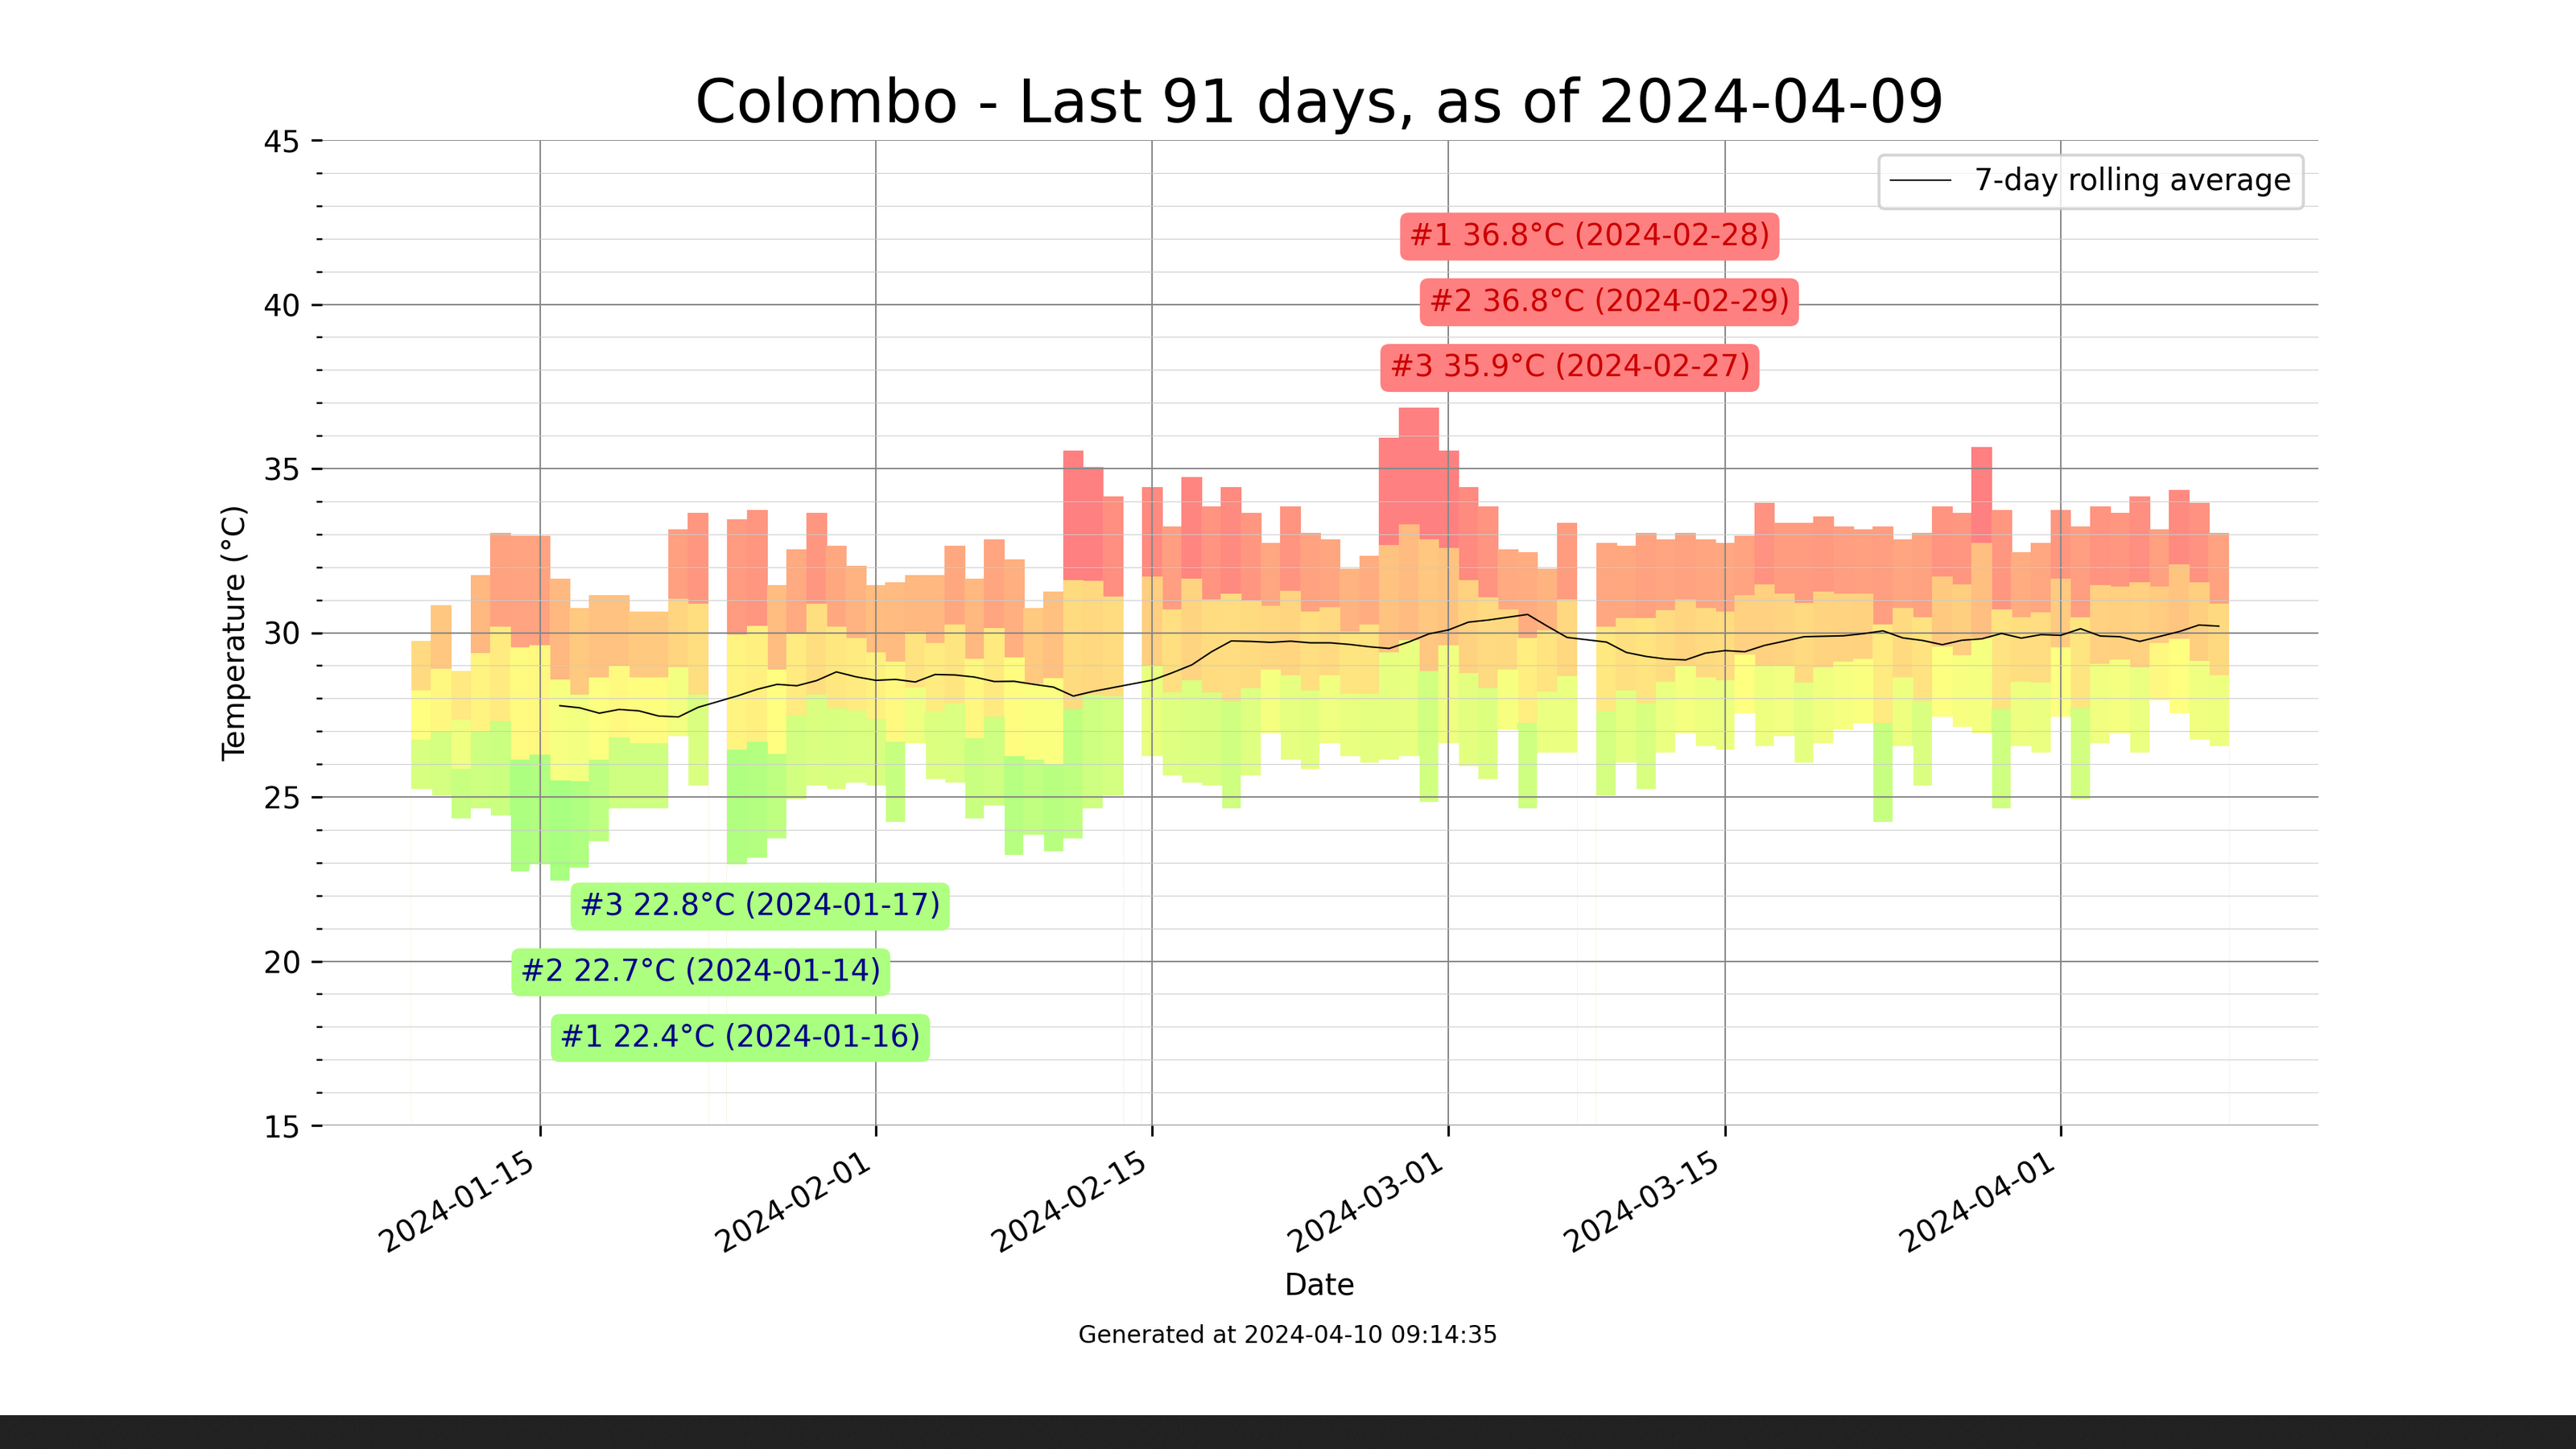 Colombo - Last 91 days, as of 2024-04-09
45
40
35
30
25
20
15
Temperature (°C)
7-day rolling average
#1 36.8°C (2024-02-28)
#2 36.8°C (2024-02-29)
#3 35.9°C (2024-02-27)
#3 22.8°C (2024-01-17)
#2 22.7°C (2024-01-14)
#1 22.4°C (2024-01-16)
2024-01-15
2024-02-01
2024-02-15
2024-03-01
2024-03-15
2024-04-01
Date
Generated at 2024-04-10 09:14:35